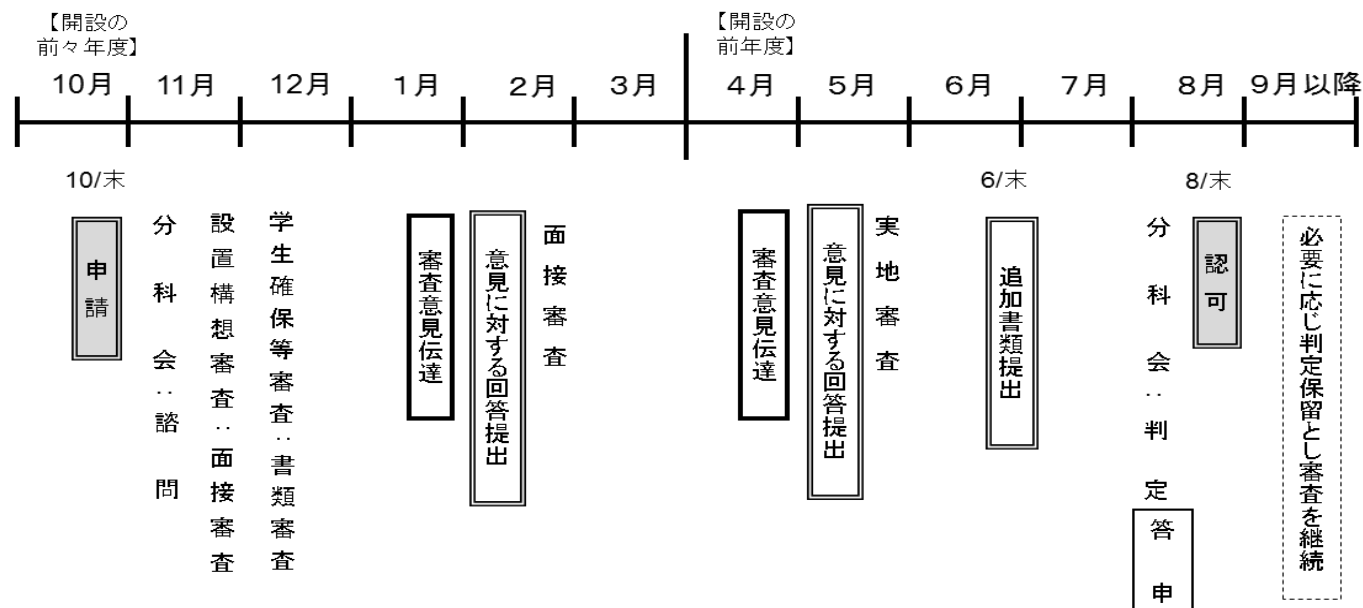 【開設の
前々年度】
【開設の
前年度】
10月
11月
12月
1月
2月
3月
4月
5月
6月
7月
8月
9月以降
10/末
6/末
8/末
申請
分科会：諮問
設置構想審査：面接審査
学生確保等審査：書類審査
審査意見伝達
意見に対する回答提出
面接審査
審査意見伝達
意見に対する回答提出
実地審査
追加書類提出
分科会：判定
答申
認可
必要に応じ判定保留とし審査を継続